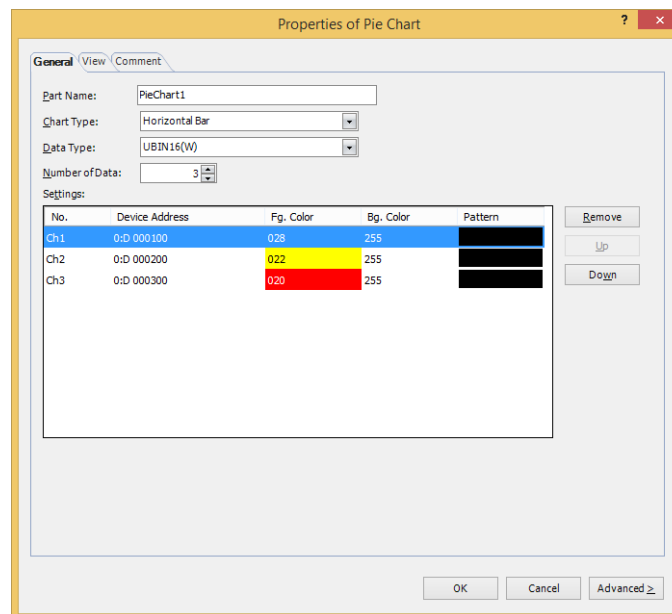 Properties of Pie Chart ? ×
General View Comment
Part Name: PieChart1
Chart Type: Horizontal Bar
Data Type: UBIN16(W)
Number of Data: 3
Settings:
No. Device Address Fg. Color Bg. Color Pattern
Ch1 0:D 000100 028 255
Ch2 0:D 000200 022 255
Ch3 0:D 000300 020 255
Remove
Up
Down
OK Cancel Advanced >